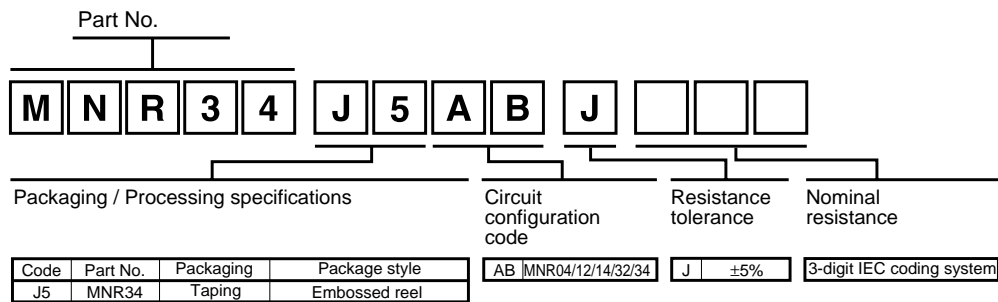 Part No.
M N R 3 4 J 5 A B J
Packaging / Processing specifications
Circuit
configuration
code
Resistance
tolerance
Nominal
resistance
Code Part No. Packaging Package style
J5 MNR34 Taping Embossed reel
AB MNR04/12/14/32/34
J ±5%
3-digit IEC coding system